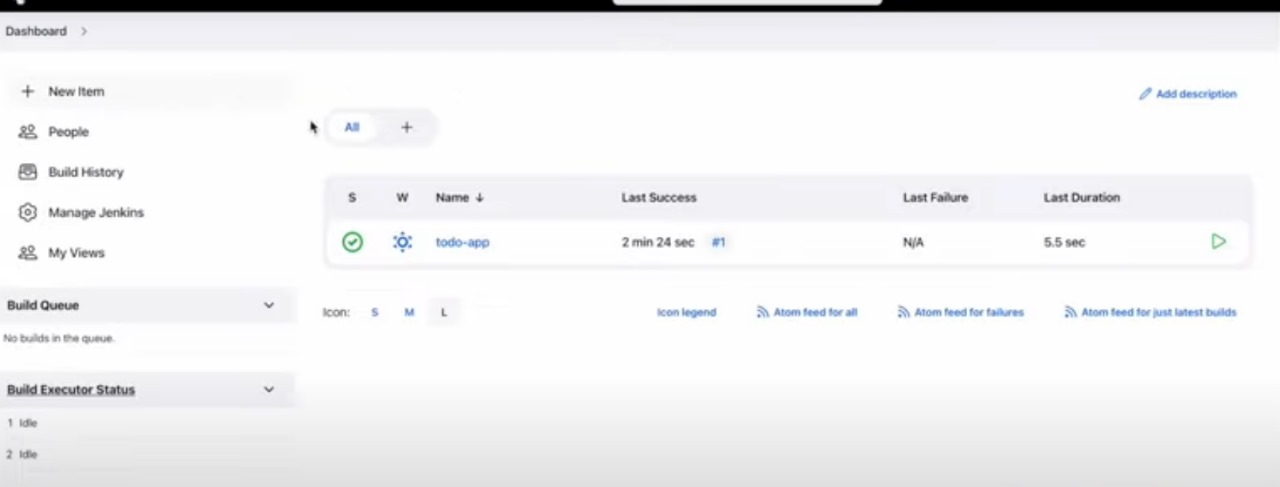 Dashboard
New Item
People
Build History
Manage Jenkins
My Views
Build Queue
No builds in the queue.
Build Executor Status
1 Idle
2 Idle
Add description
All +
S W Name ↓ Last Success Last Failure Last Duration
todo-app 2 min 24 sec #1 N/A 5.5 sec
Icon: S M L Icon legend Atom feed for all Atom feed for failures Atom feed for just latest builds